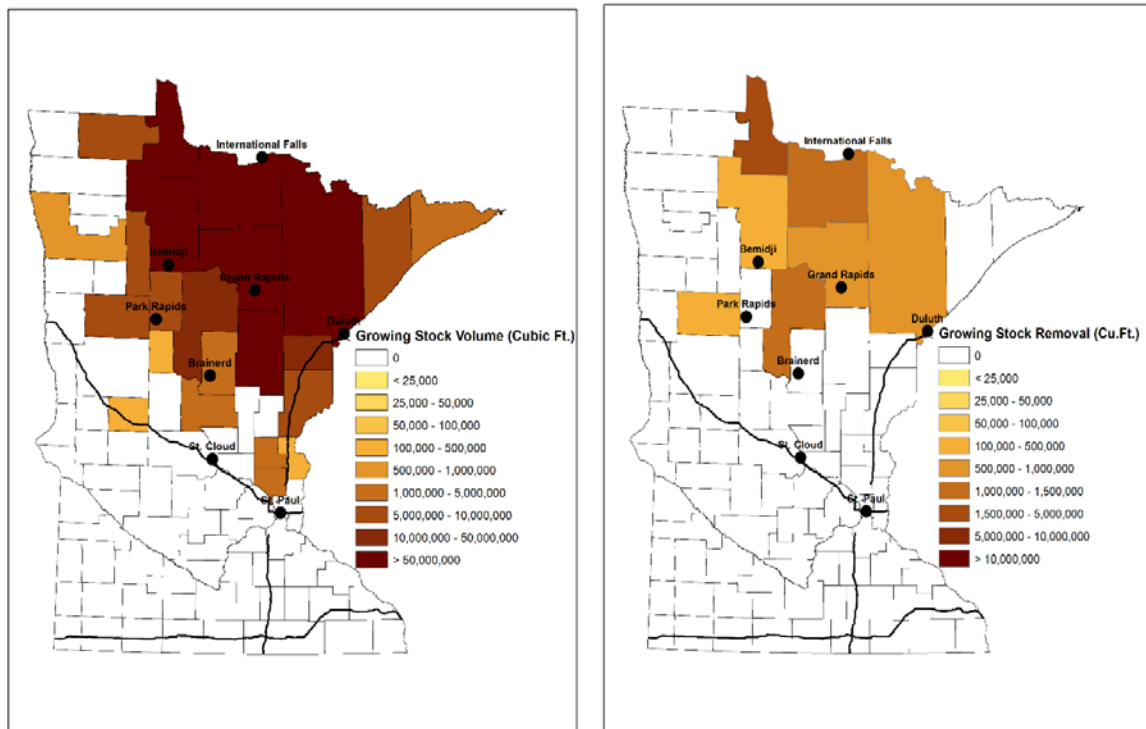 International Falls
Bemidji
Grand Rapids
Park Rapids
Duluth
Brainerd
St. Cloud
St. Paul
Growing Stock Volume (Cubic Ft.)
0
< 25,000
25,000 - 50,000
50,000 - 100,000
100,000 - 500,000
500,000 - 1,000,000
1,000,000 - 5,000,000
5,000,000 - 10,000,000
10,000,000 - 50,000,000
> 50,000,000
International Falls
Bemidji
Grand Rapids
Park Rapids
Duluth
Brainerd
St. Cloud
St. Paul
Growing Stock Removal (Cu.Ft.)
0
< 25,000
25,000 - 50,000
50,000 - 100,000
100,000 - 500,000
500,000 - 1,000,000
1,000,000 - 1,500,000
1,500,000 - 5,000,000
5,000,000 - 10,000,000
> 10,000,000